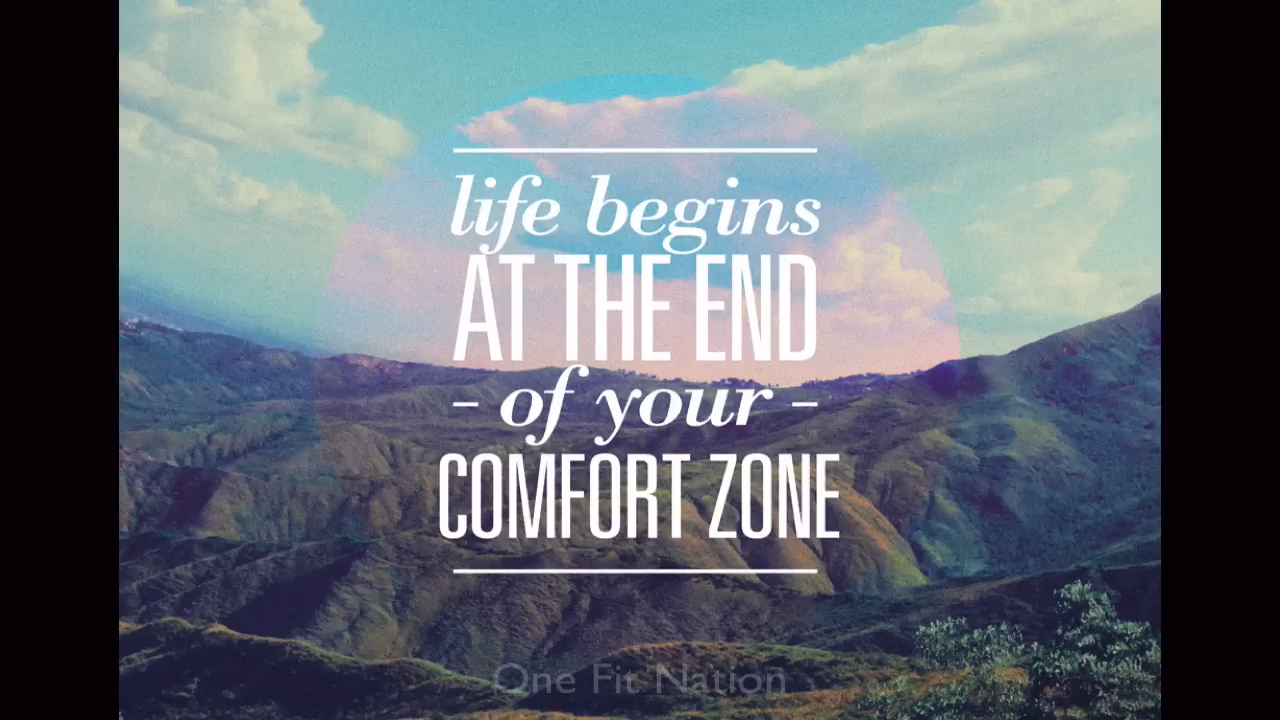 life begins
AT THE END
- of your -
COMFORT ZONE
One Fit Nation